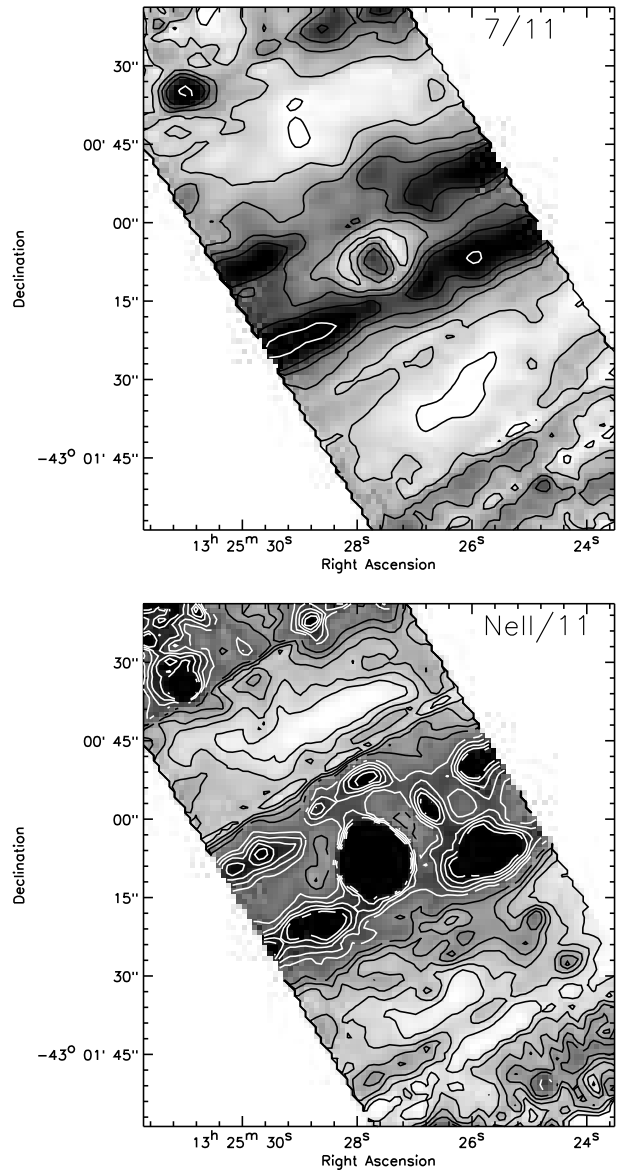 7/11
30"
00' 45"
00"
15"
30"
−43° 01' 45"
Declination
13ʰ 25ᵐ 30ˢ 28ˢ 26ˢ 24ˢ
Right Ascension
NeII/11
30"
00' 45"
00"
15"
30"
−43° 01' 45"
Declination
13ʰ 25ᵐ 30ˢ 28ˢ 26ˢ 24ˢ
Right Ascension